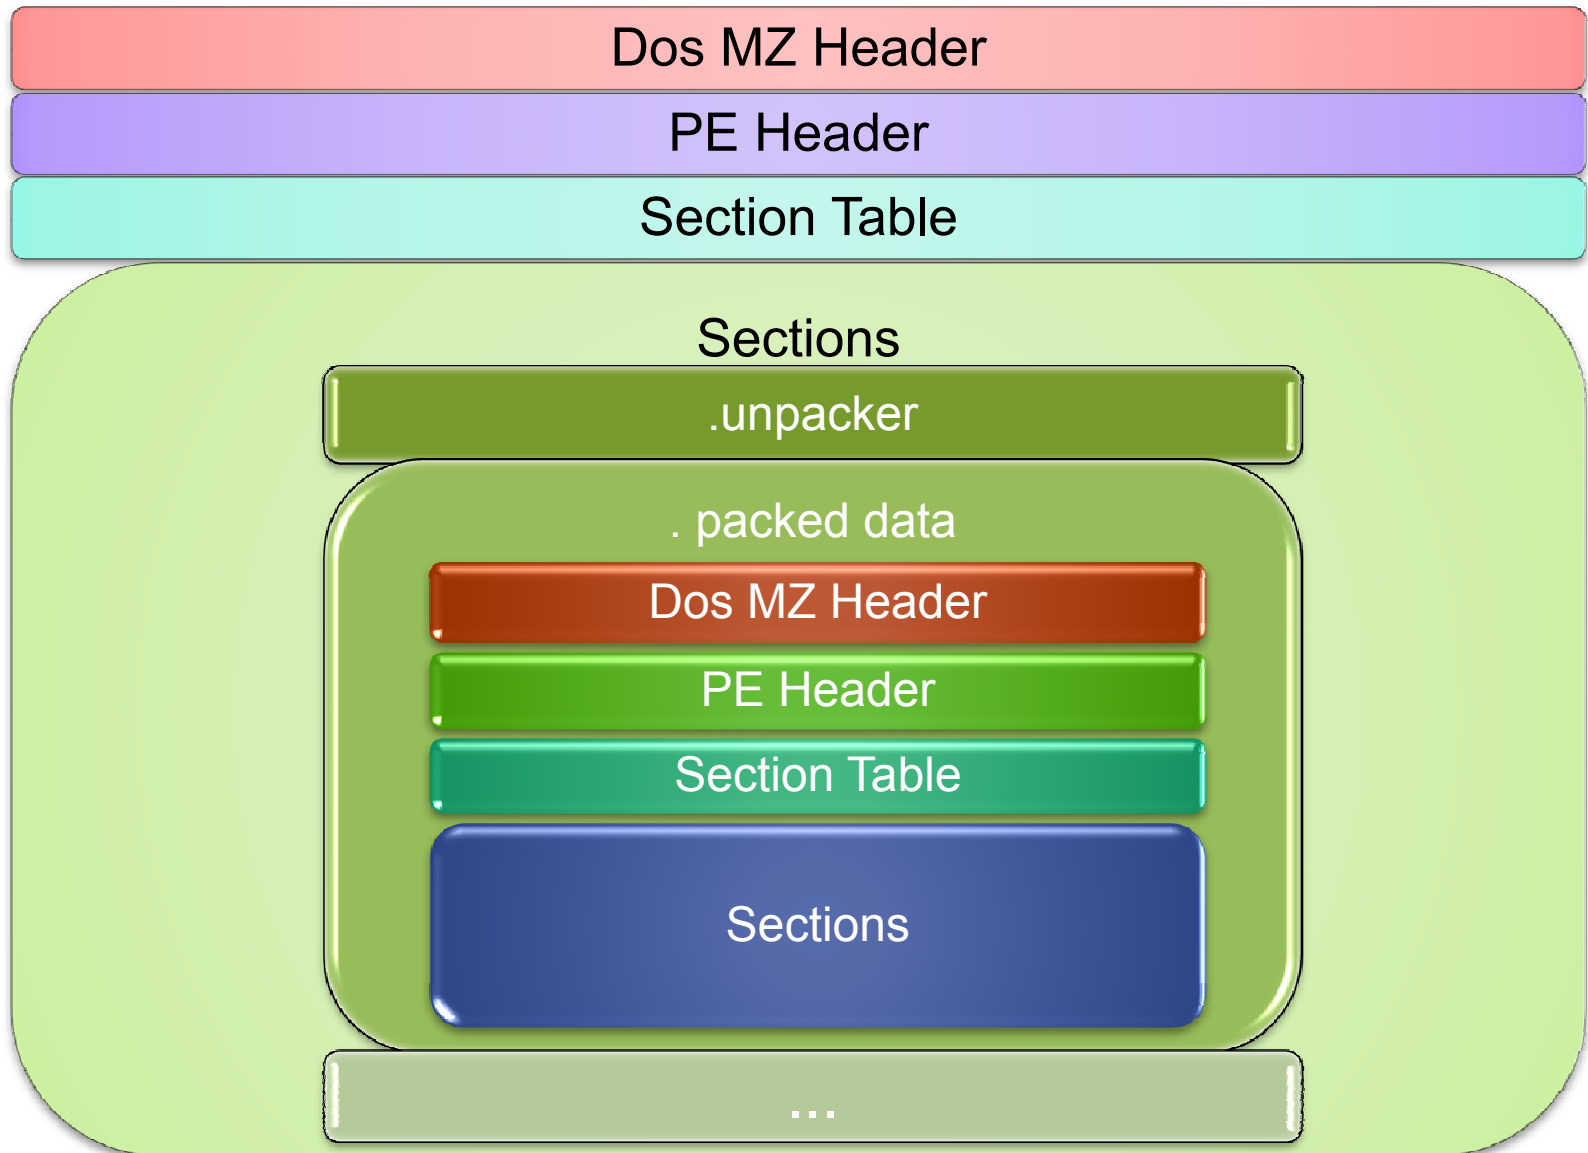 Dos MZ Header
PE Header
Section Table
Sections
.unpacker
. packed data
Dos MZ Header
PE Header
Section Table
Sections
...